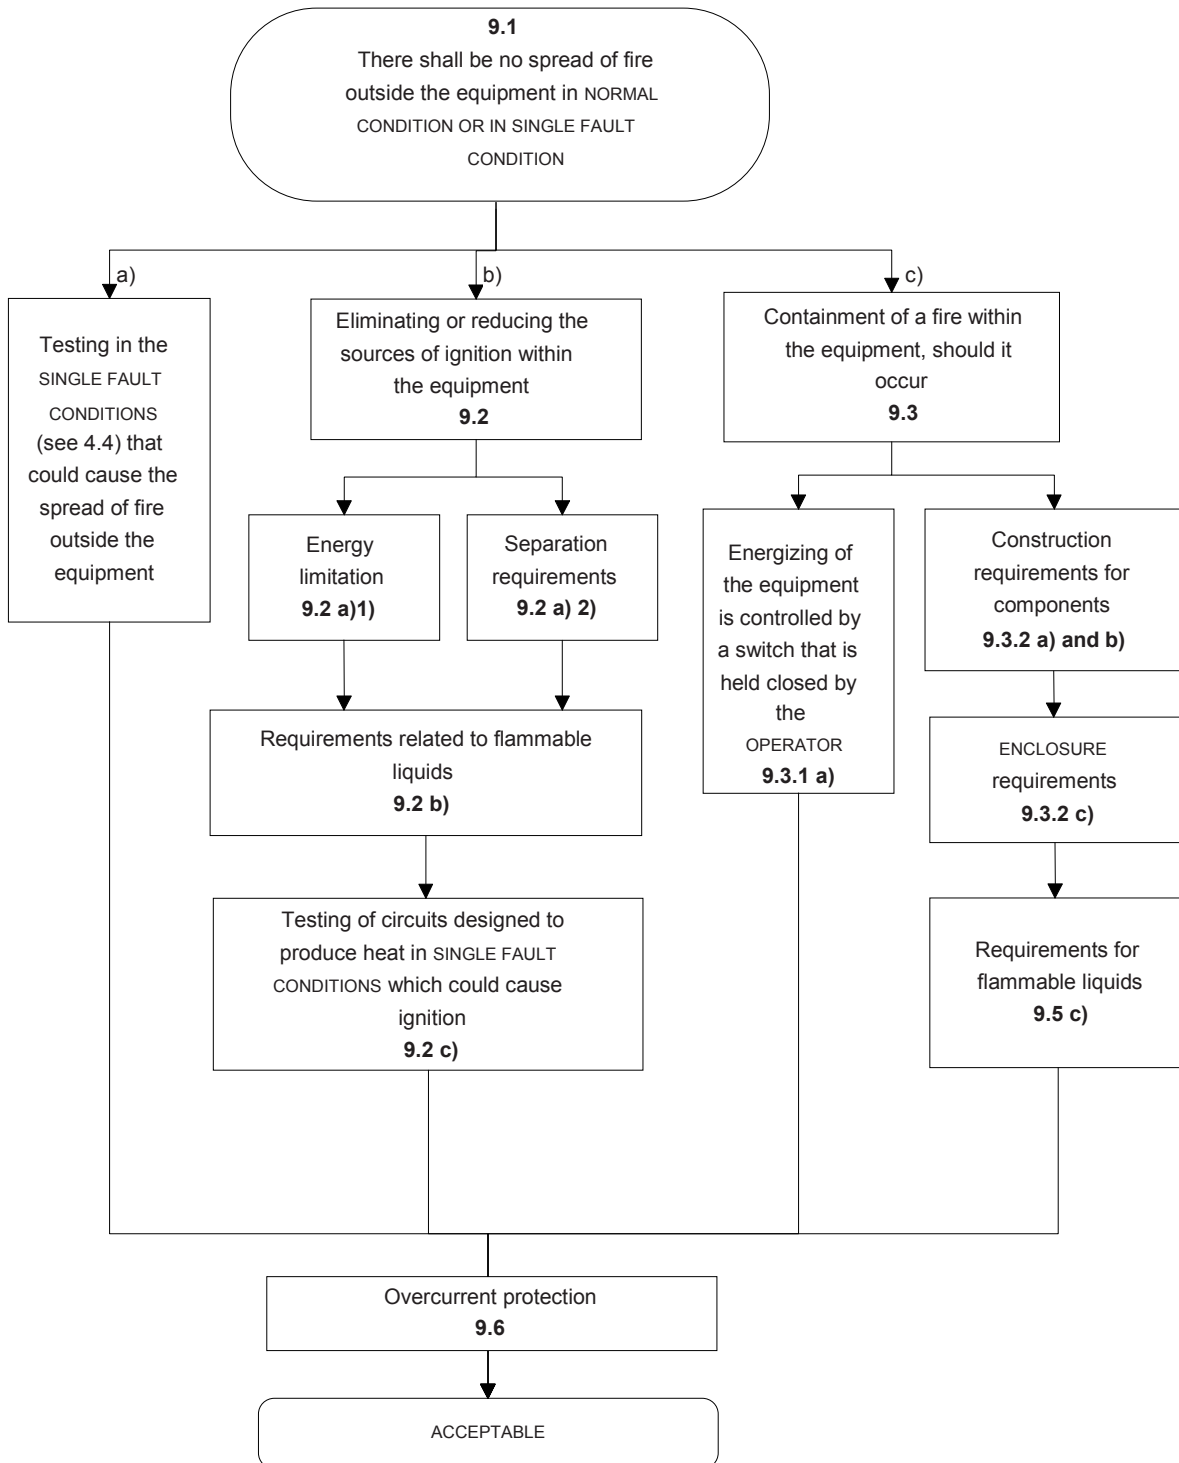 9.1
There shall be no spread of fire
outside the equipment in NORMAL
CONDITION OR IN SINGLE FAULT
CONDITION
a)
b)
c)
Testing in the
SINGLE FAULT
CONDITIONS
(see 4.4) that
could cause the
spread of fire
outside the
equipment
Eliminating or reducing the
sources of ignition within
the equipment
9.2
Containment of a fire within
the equipment, should it
occur
9.3
Energy
limitation
9.2 a)1)
Separation
requirements
9.2 a) 2)
Energizing of
the equipment
is controlled by
a switch that is
held closed by
the
OPERATOR
9.3.1 a)
Construction
requirements for
components
9.3.2 a) and b)
Requirements related to flammable
liquids
9.2 b)
ENCLOSURE
requirements
9.3.2 c)
Testing of circuits designed to
produce heat in SINGLE FAULT
CONDITIONS which could cause
ignition
9.2 c)
Requirements for
flammable liquids
9.5 c)
Overcurrent protection
9.6
ACCEPTABLE